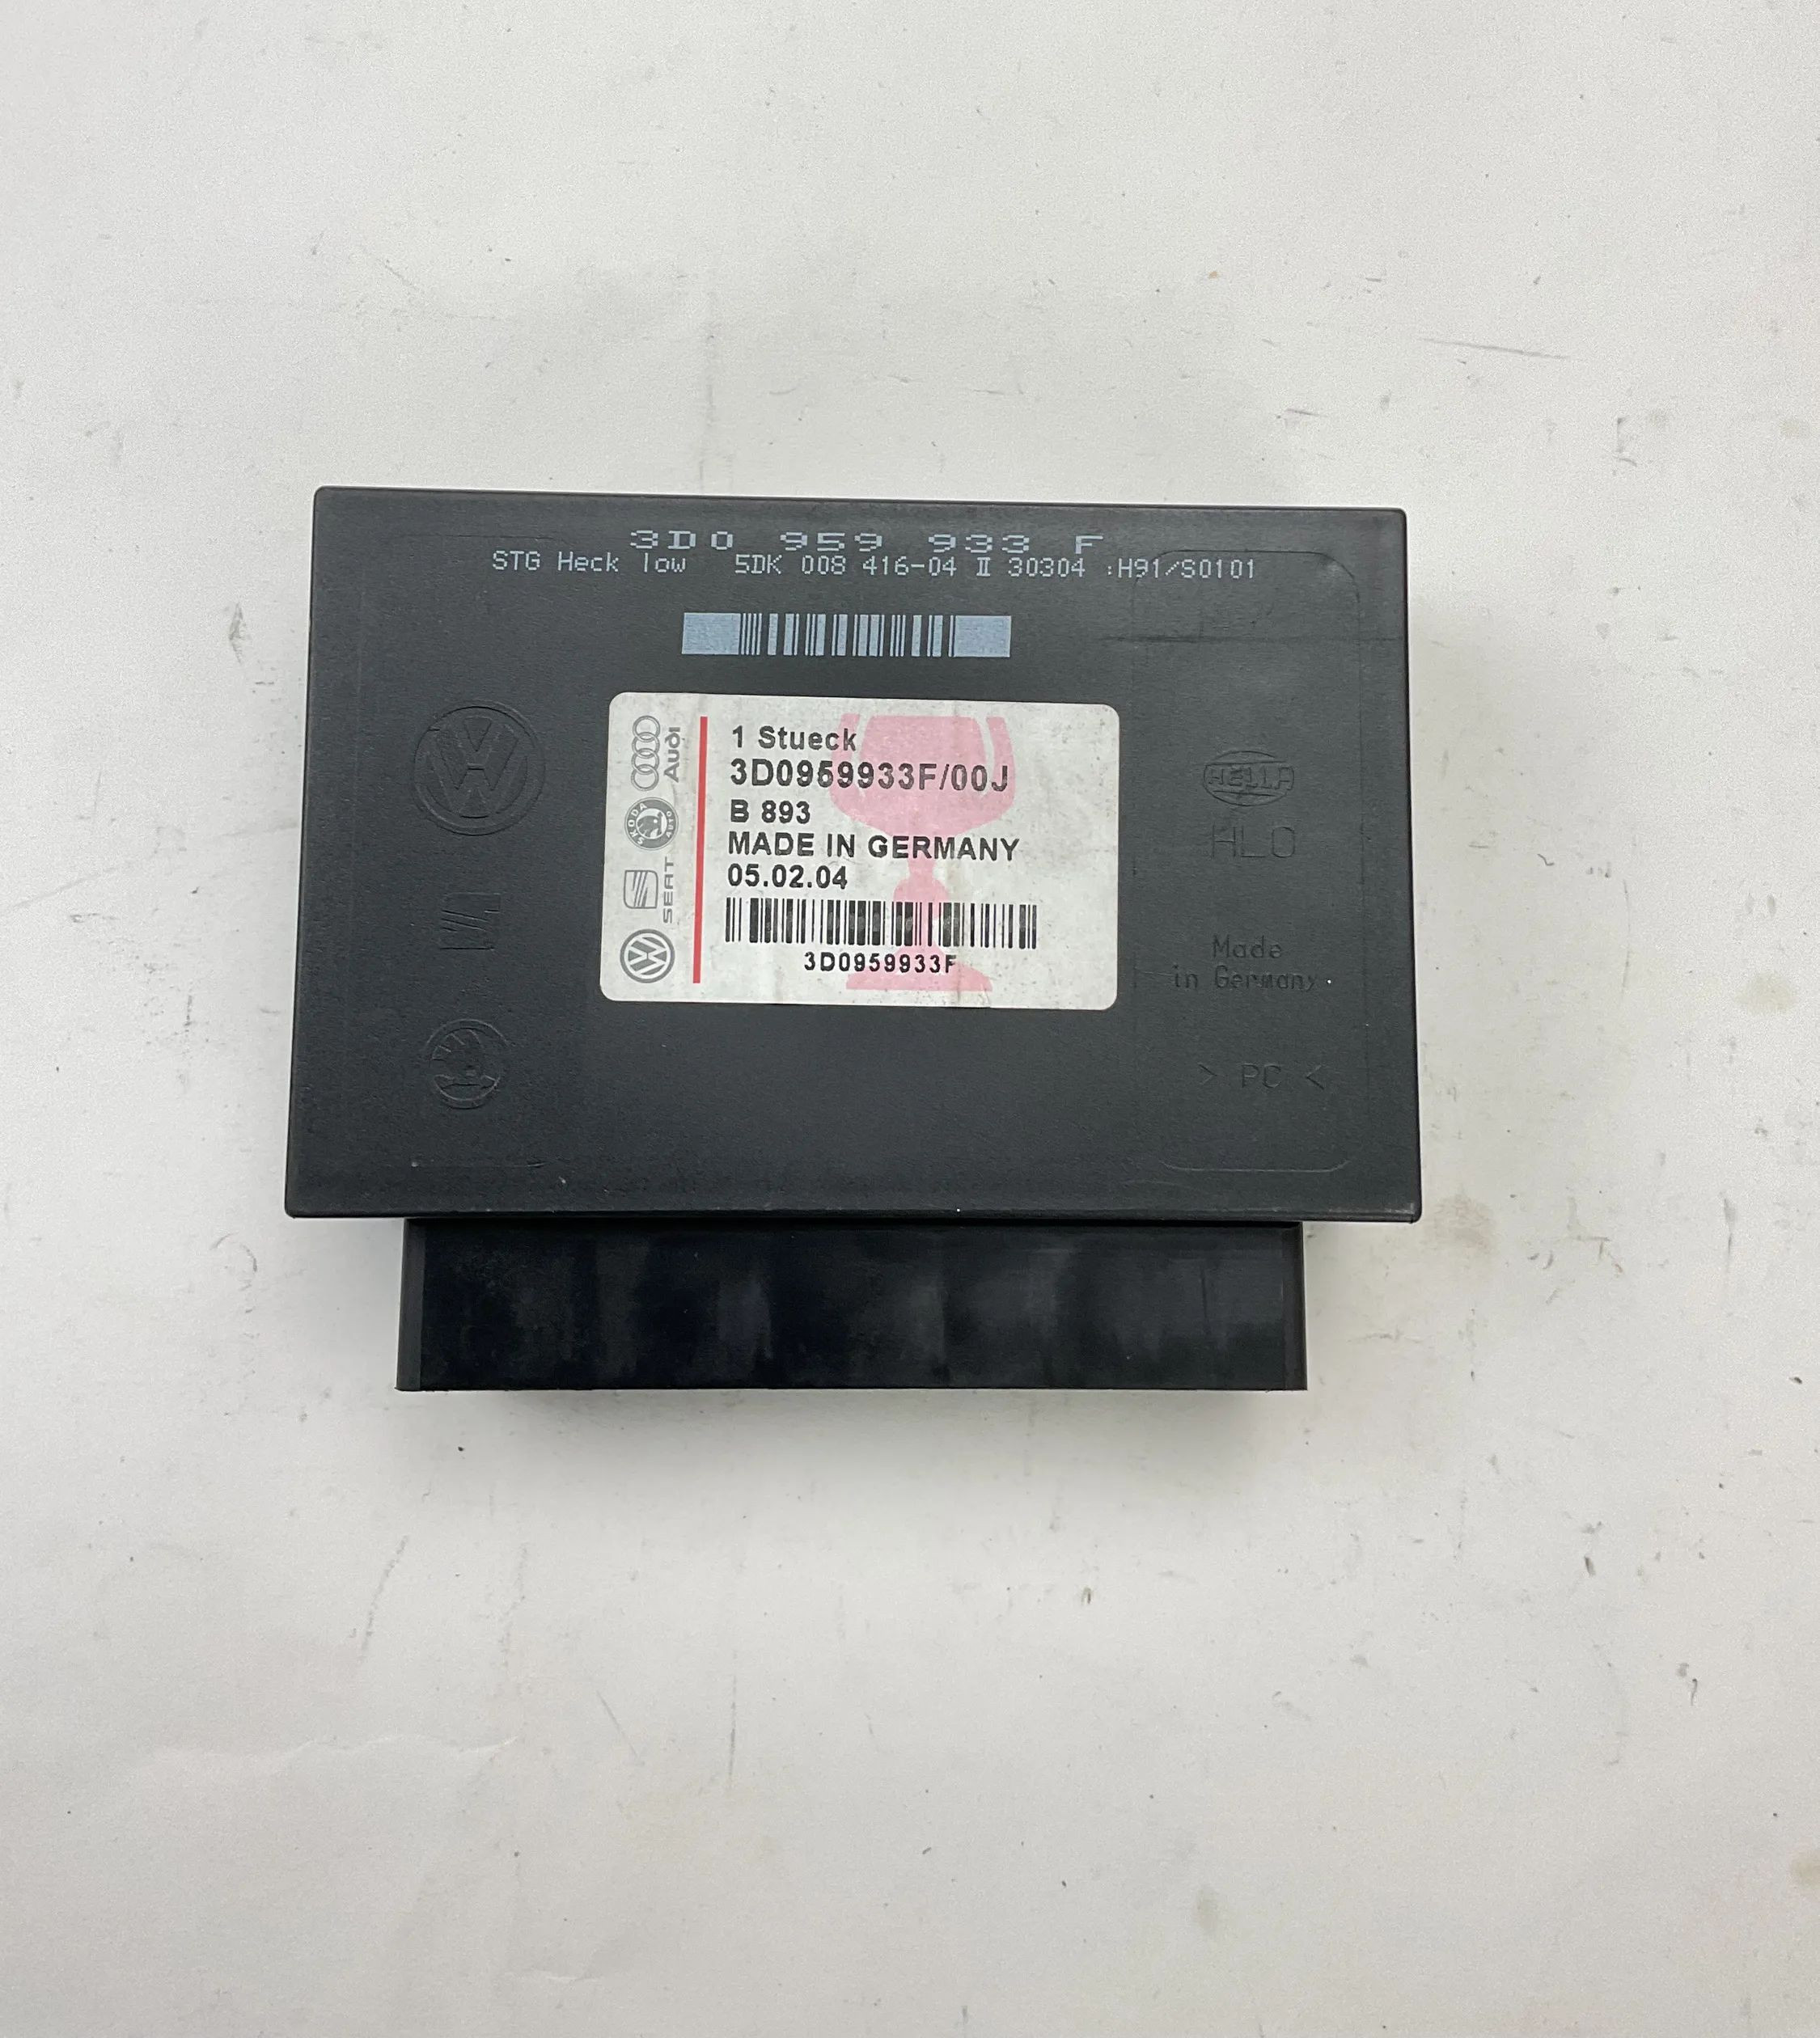 3D0 959 933 F
STG Heck low 5DK 008 416-04 II 30304 :H91/S0101
Audi
SKODA AUTO
SEAT
1 Stueck
3D0959933F/00J
B 893
MADE IN GERMANY
05.02.04
3D0959933F
HELLA
HLO
Made
in Germany
> PC <